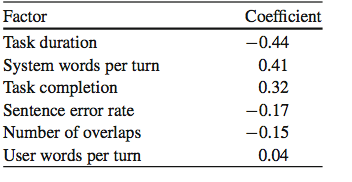 Factor Coefficient
Task duration −0.44
System words per turn 0.41
Task completion 0.32
Sentence error rate −0.17
Number of overlaps −0.15
User words per turn 0.04